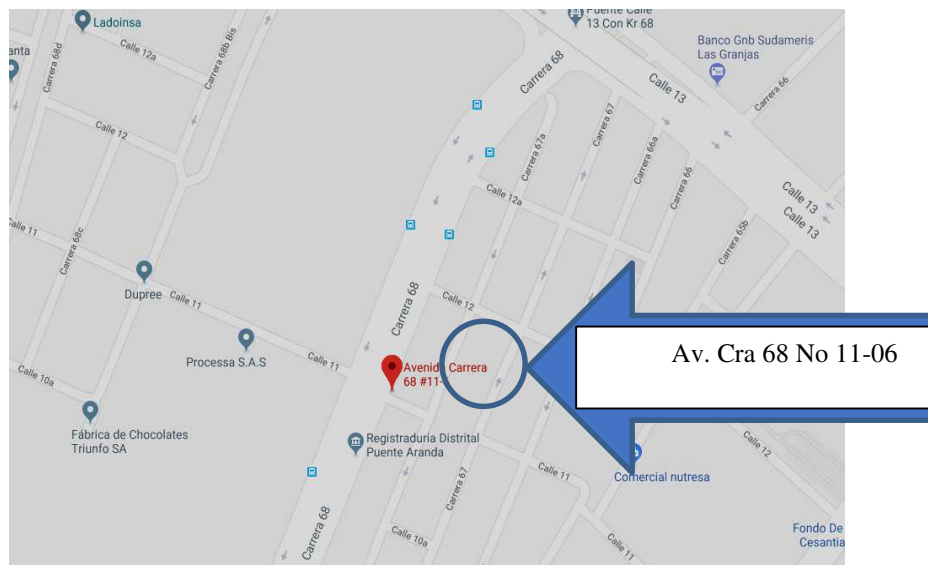 Ladoinsa
Puente Calle
13 Con Kr 68
Banco Gnb Sudameris
Las Granjas
Calle 12a
Carrera 68b Bis
Carrera 68d
anta
Carrera 68
Calle 13
Carrera 66
Calle 12
Carrera 67a
Carrera 67
Carrera 66a
Carrera 66
Calle 12a
Calle 13
Calle 13
Carrera 65b
Calle 11
Carrera 68c
Dupree
Calle 11
Carrera 68
Calle 12
Processa S.A.S
Calle 11
Avenida Carrera
68 #11-
Av. Cra 68 No 11-06
Calle 10a
Fábrica de Chocolates
Triunfo SA
Registraduria Distrital
Puente Aranda
Carrera 67
Calle 11
Comercial nutresa
Calle 12
Carrera 68
Calle 10a
Calle 11
Fondo De
Cesantia